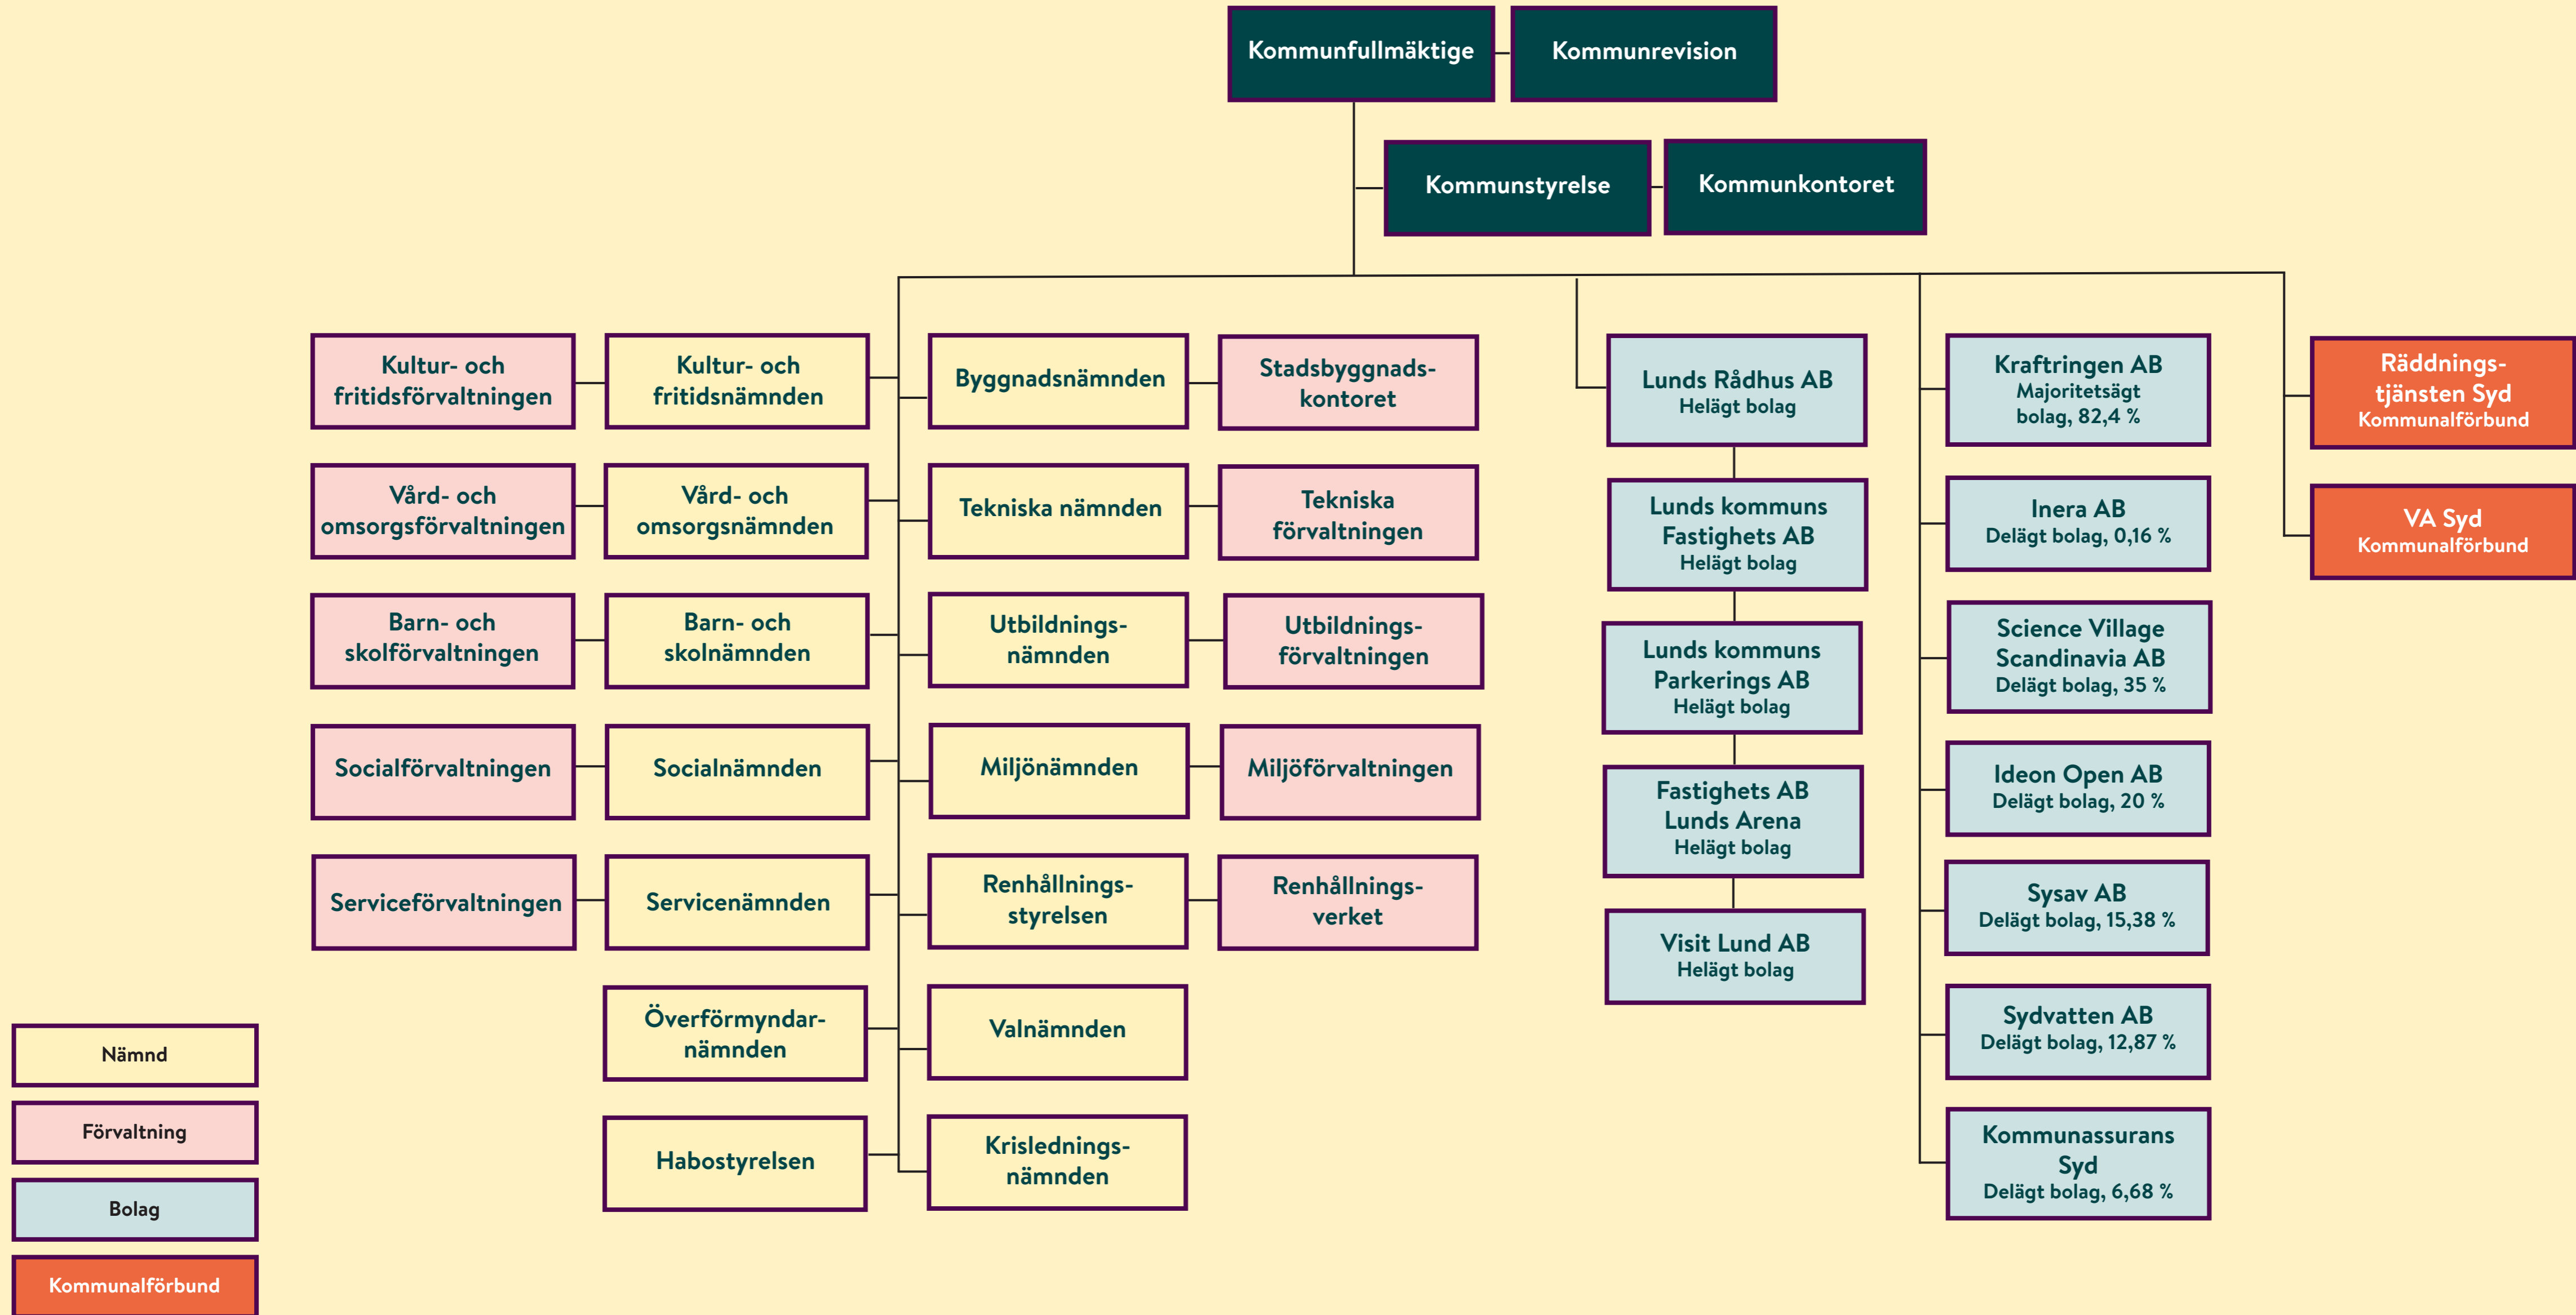 Kommunfullmäktige
Kommunrevision
Kommunstyrelse
Kommunkontoret
Kultur- och
fritidsförvaltningen
Kultur- och
fritidsnämnden
Byggnadsnämnden
Stadsbyggnads-
kontoret
Vård- och
omsorgsförvaltningen
Vård- och
omsorgsnämnden
Tekniska nämnden
Tekniska
förvaltningen
Barn- och
skolförvaltningen
Barn- och
skolnämnden
Utbildnings-
nämnden
Utbildnings-
förvaltningen
Socialförvaltningen
Socialnämnden
Miljönämnden
Miljöförvaltningen
Serviceförvaltningen
Servicenämnden
Renhållnings-
styrelsen
Renhållnings-
verket
Överförmyndar-
nämnden
Valnämnden
Habostyrelsen
Krislednings-
nämnden
Lunds Rådhus AB
Helägt bolag
Lunds kommuns
Fastighets AB
Helägt bolag
Lunds kommuns
Parkerings AB
Helägt bolag
Fastighets AB
Lunds Arena
Helägt bolag
Visit Lund AB
Helägt bolag
Kraftringen AB
Majoritetsägt
bolag, 82,4 %
Inera AB
Delägt bolag, 0,16 %
Science Village
Scandinavia AB
Delägt bolag, 35 %
Ideon Open AB
Delägt bolag, 20 %
Sysav AB
Delägt bolag, 15,38 %
Sydvatten AB
Delägt bolag, 12,87 %
Kommunassurans
Syd
Delägt bolag, 6,68 %
Räddnings-
tjänsten Syd
Kommunalförbund
VA Syd
Kommunalförbund
Nämnd
Förvaltning
Bolag
Kommunalförbund